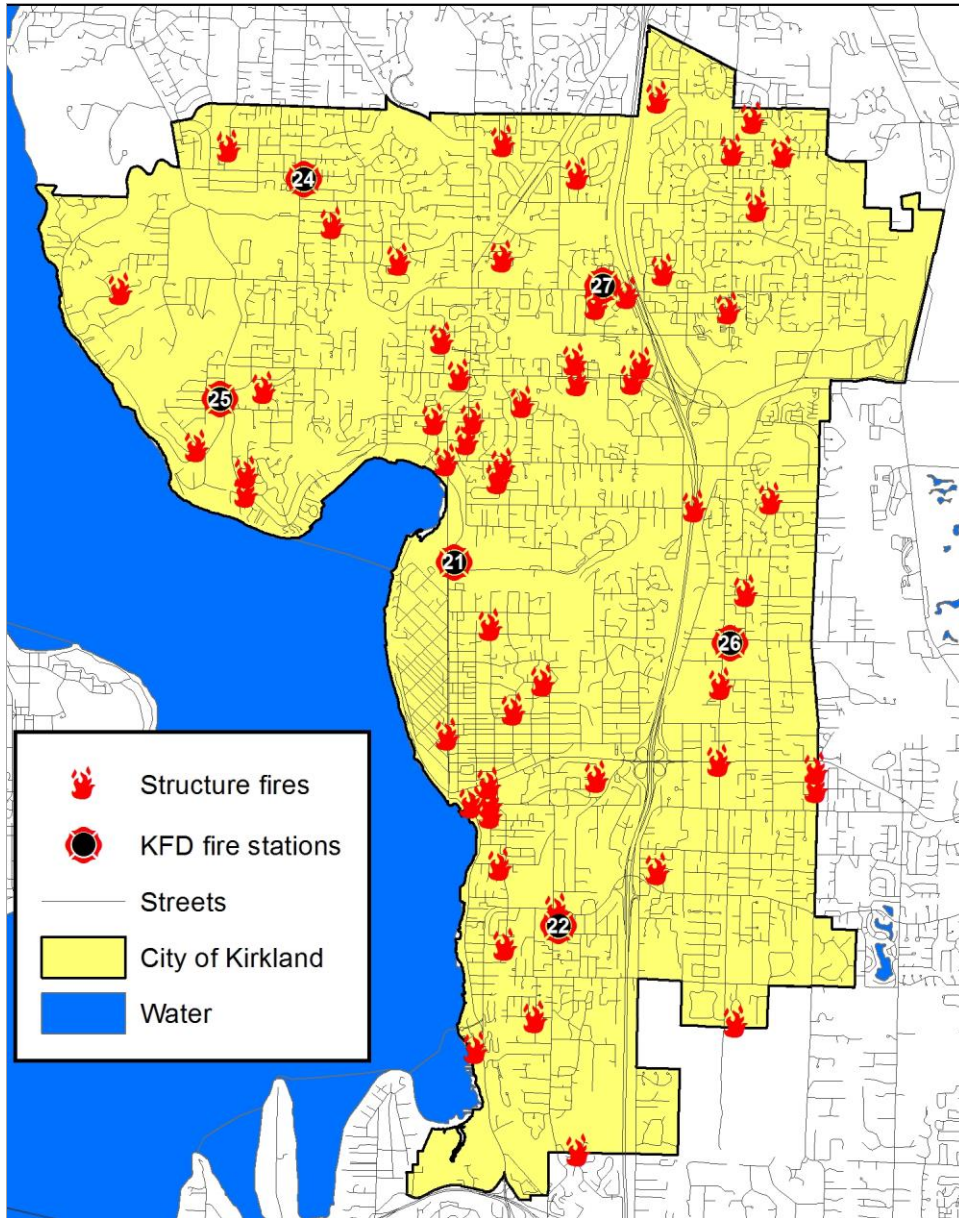 24
27
25
21
26
22
Structure fires
KFD fire stations
Streets
City of Kirkland
Water